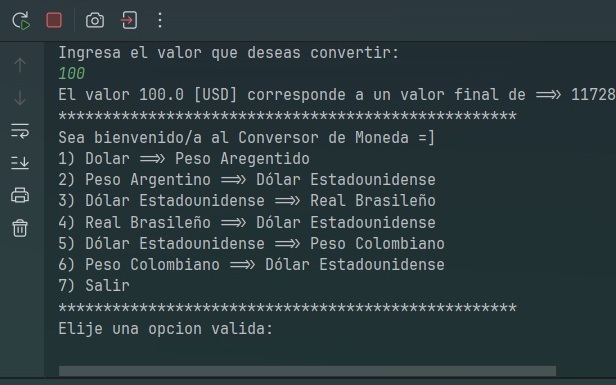 Ingresa el valor que deseas convertir:
100
El valor 100.0 [USD] corresponde a un valor final de ==>> 11728
***************************************************
Sea bienvenido/a al Conversor de Moneda =]
1) Dolar ==>> Peso Aregentido
2) Peso Argentino ==>> Dólar Estadounidense
3) Dólar Estadounidense ==>> Real Brasileño
4) Real Brasileño ==>> Dólar Estadounidense
5) Dólar Estadounidense ==>> Peso Colombiano
6) Peso Colombiano ==>> Dólar Estadounidense
7) Salir
***************************************************
Elije una opcion valida: